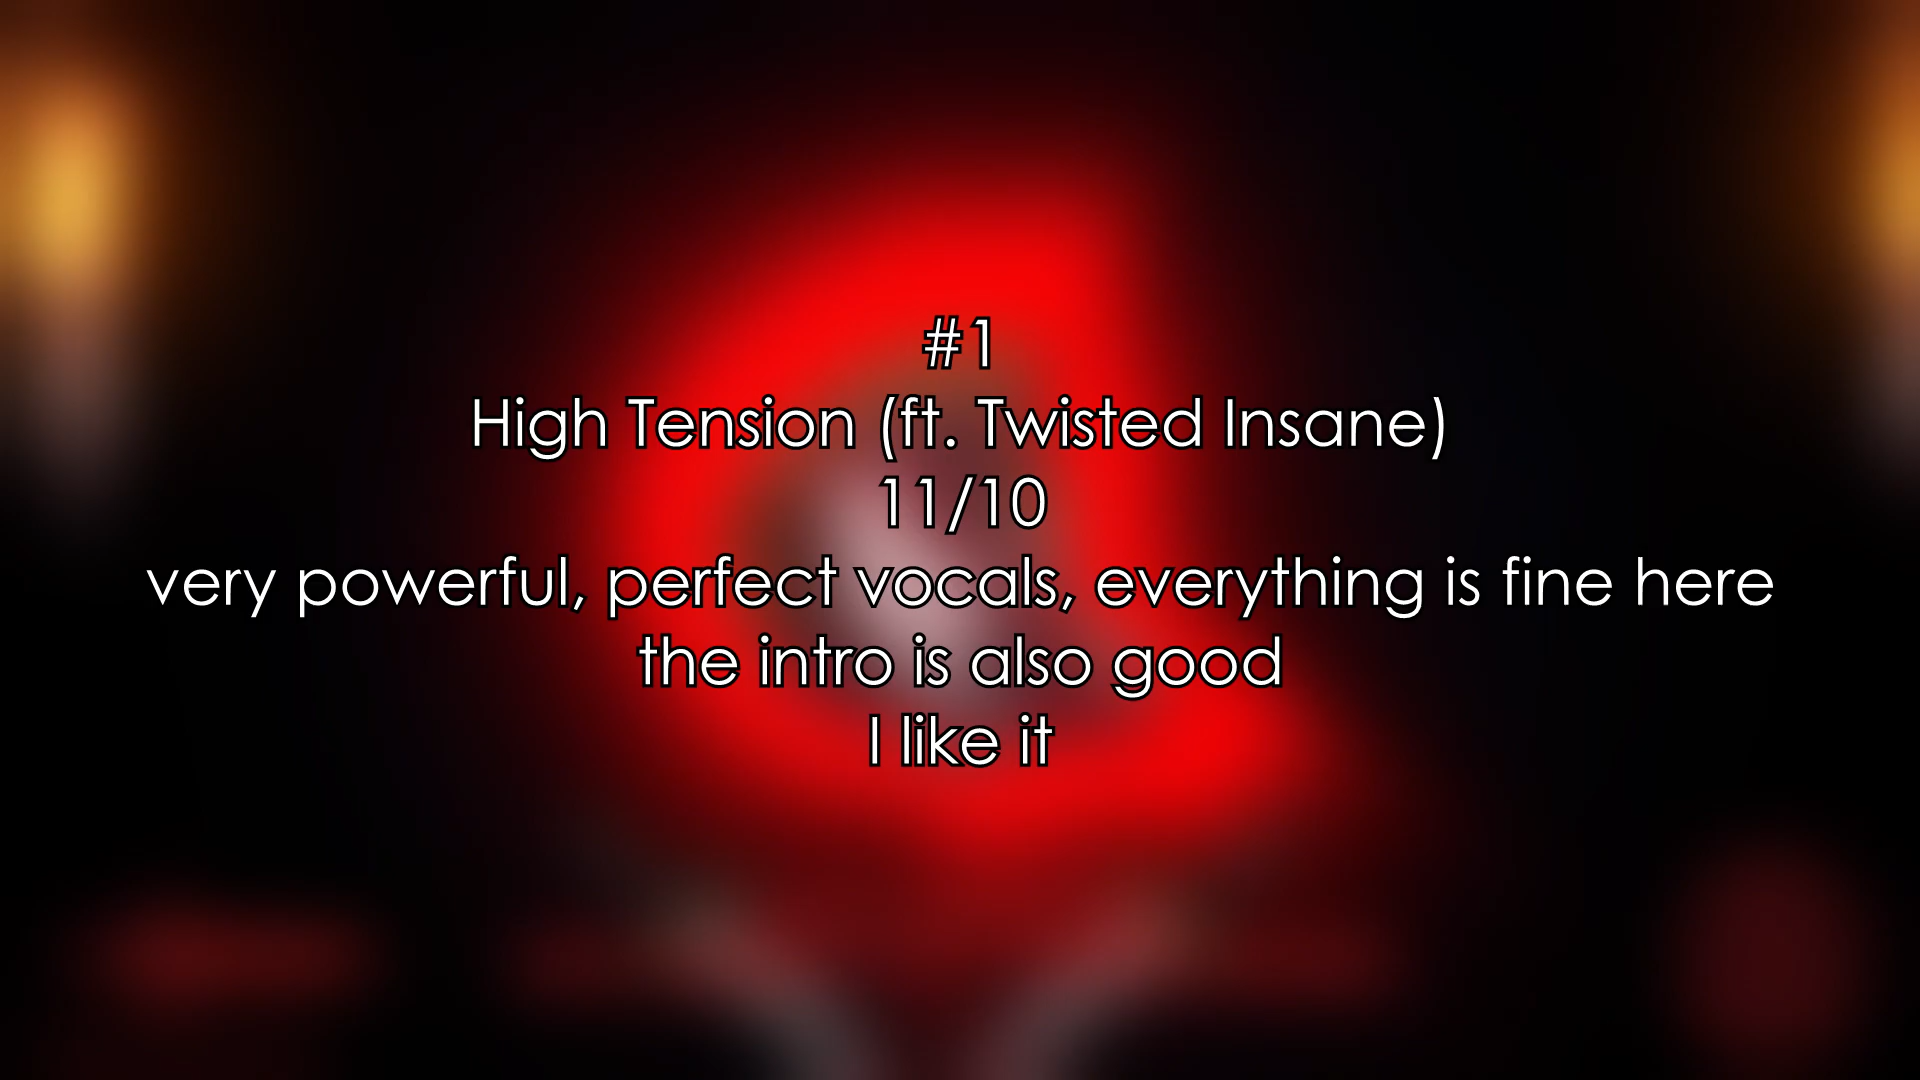 #1
High Tension (ft. Twisted Insane)
11/10
very powerful, perfect vocals, everything is fine here
the intro is also good
I like it